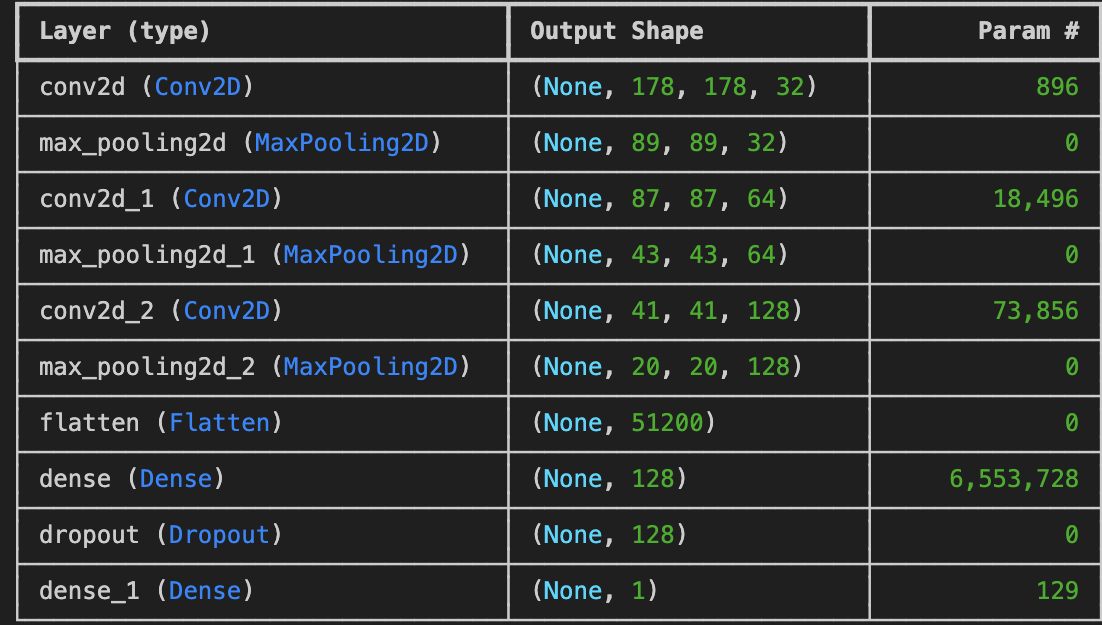 Layer (type) Output Shape Param #
conv2d (Conv2D) (None, 178, 178, 32) 896
max_pooling2d (MaxPooling2D) (None, 89, 89, 32) 0
conv2d_1 (Conv2D) (None, 87, 87, 64) 18,496
max_pooling2d_1 (MaxPooling2D) (None, 43, 43, 64) 0
conv2d_2 (Conv2D) (None, 41, 41, 128) 73,856
max_pooling2d_2 (MaxPooling2D) (None, 20, 20, 128) 0
flatten (Flatten) (None, 51200) 0
dense (Dense) (None, 128) 6,553,728
dropout (Dropout) (None, 128) 0
dense_1 (Dense) (None, 1) 129